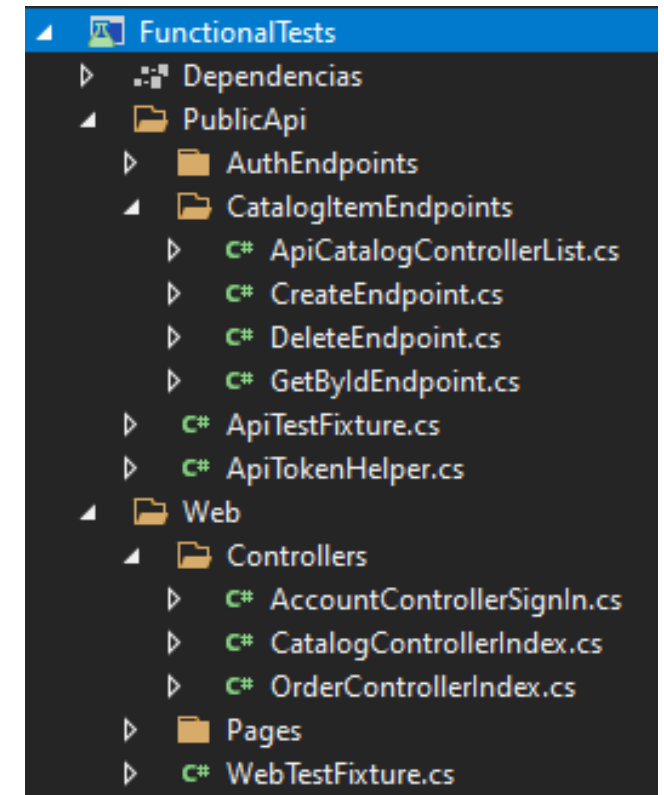 FunctionalTests
Dependencias
PublicApi
AuthEndpoints
CatalogItemEndpoints
C# ApiCatalogControllerList.cs
C# CreateEndpoint.cs
C# DeleteEndpoint.cs
C# GetByIdEndpoint.cs
C# ApiTestFixture.cs
C# ApiTokenHelper.cs
Web
Controllers
C# AccountControllerSignIn.cs
C# CatalogControllerIndex.cs
C# OrderControllerIndex.cs
Pages
C# WebTestFixture.cs